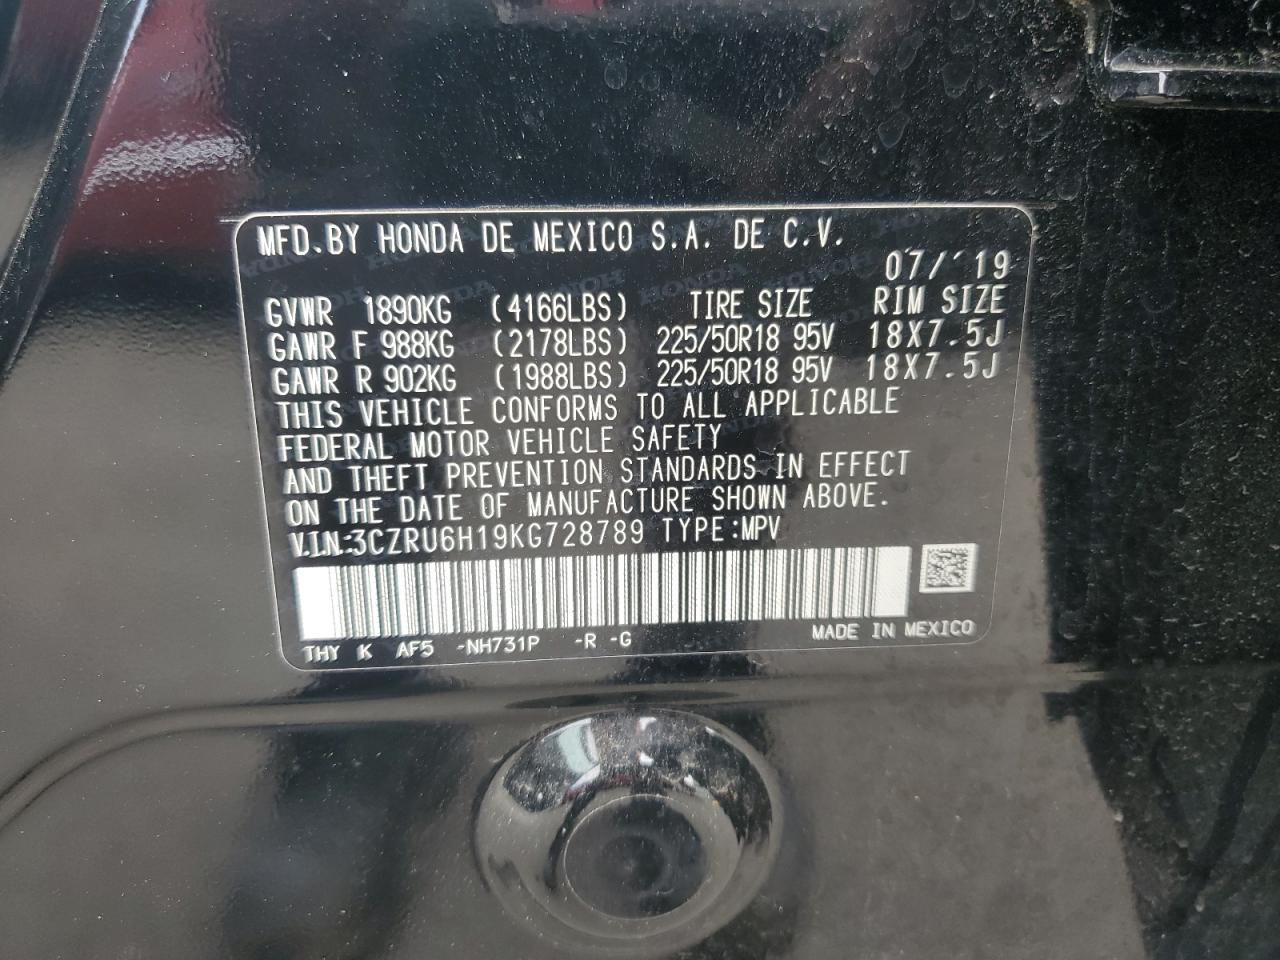 MFD.BY HONDA DE MEXICO S.A. DE C.V.
07/'19
GVWR 1890KG (4166LBS) TIRE SIZE RIM SIZE
GAWR F 988KG (2178LBS) 225/50R18 95V 18X7.5J
GAWR R 902KG (1988LBS) 225/50R18 95V 18X7.5J
THIS VEHICLE CONFORMS TO ALL APPLICABLE
FEDERAL MOTOR VEHICLE SAFETY
AND THEFT PREVENTION STANDARDS IN EFFECT
ON THE DATE OF MANUFACTURE SHOWN ABOVE.
V.I.N:3CZRU6H19KG728789 TYPE:MPV
THY K AF5 -NH731P -R -G MADE IN MEXICO